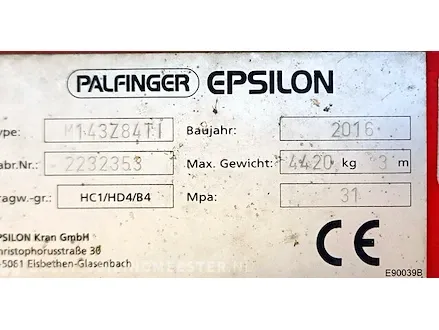 PALFINGER EPSILON
ype: M143Z84TI Baujahr: 2016
abr.Nr.: 2232353 Max. Gewicht: 4420 kg 3 m
ragw.-gr.: HC1/HD4/B4 Mpa: 31
PSILON Kran GmbH
hristophorusstraße 30
-5061 Elsbethen-Glasenbach
CE
E90039B